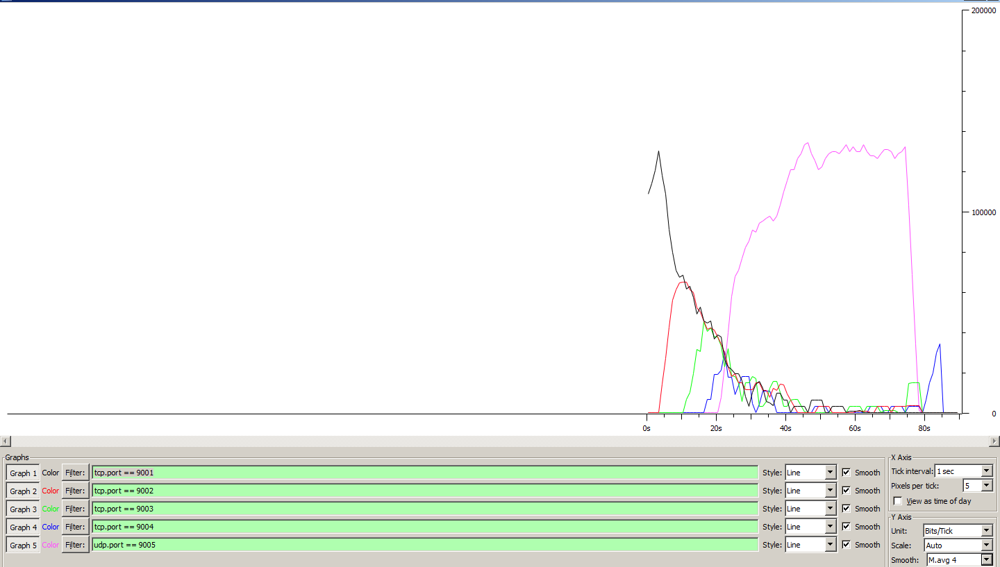 200000
100000
0
0s 20s 40s 60s 80s
Graphs
Graph 1 Color Filter: tcp.port == 9001 Style: Line Smooth
Graph 2 Color Filter: tcp.port == 9002 Style: Line Smooth
Graph 3 Color Filter: tcp.port == 9003 Style: Line Smooth
Graph 4 Color Filter: tcp.port == 9004 Style: Line Smooth
Graph 5 Color Filter: udp.port == 9005 Style: Line Smooth
X Axis
Tick interval: 1 sec
Pixels per tick: 5
View as time of day
Y Axis
Unit: Bits/Tick
Scale: Auto
Smooth: M.avg 4